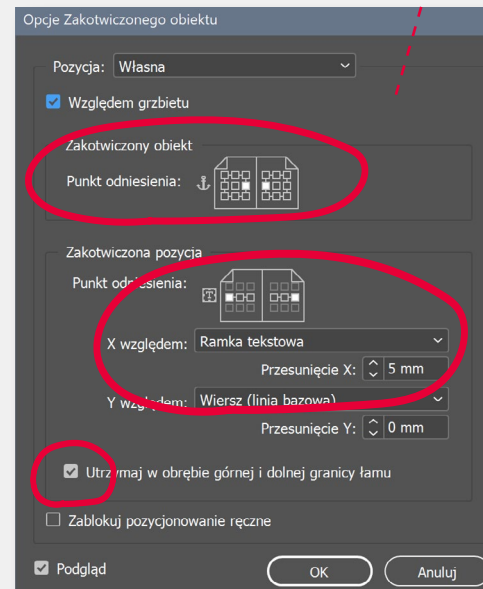 Opcje Zakotwiczonego obiektu
Pozycja: Własna
Względem grzbietu
Zakotwiczony obiekt
Punkt odniesienia:
Zakotwiczona pozycja
Punkt odniesienia:
T
X względem: Ramka tekstowa
Przesunięcie X: 5 mm
Y względem: Wiersz (linia bazowa)
Przesunięcie Y: 0 mm
Utrzymaj w obrębie górnej i dolnej granicy łamu
Zablokuj pozycjonowanie ręczne
Podgląd OK Anuluj